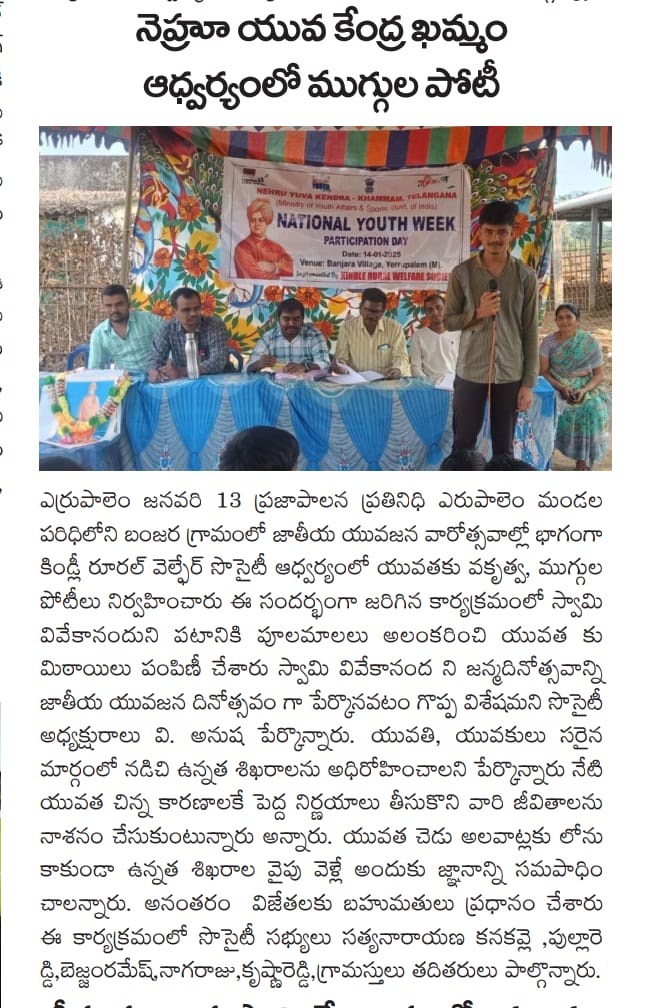 నెహ్రూ యువ కేంద్ర ఖమ్మం
ఆధ్వర్యంలో ముగ్గుల పోటీ
NEHRU YUVA KENDRA - KHAMMAM, TELANGANA
(Ministry of Youth Affairs & Sports, Govt. of India)
NATIONAL YOUTH WEEK
PARTICIPATION DAY
Date: 14-01-2025
Venue: Banjara Village, Yerrupalem (M).
Implemented By KINDLE RURAL WELFARE SOCIE
ఎర్రుపాలెం జనవరి 13 ప్రజాపాలన ప్రతినిధి ఎరుపాలెం మండల
పరిధిలోని బంజర గ్రామంలో జాతీయ యువజన వారోత్సవాల్లో భాగంగా
కిండ్లీ రూరల్ వెల్ఫేర్ సొసైటీ ఆధ్వర్యంలో యువతకు వకృత్వ, ముగ్గుల
పోటీలు నిర్వహించారు ఈ సందర్భంగా జరిగిన కార్యక్రమంలో స్వామి
వివేకానందుని పటానికి పూలమాలలు అలంకరించి యువత కు
మిఠాయిలు పంపిణీ చేశారు స్వామి వివేకానంద ని జన్మదినోత్సవాన్ని
జాతీయ యువజన దినోత్సవం గా పేర్కొనవటం గొప్ప విశేషమని సొసైటీ
అధ్యక్షురాలు వి. అనుష పేర్కొన్నారు. యువతి, యువకులు సరైన
మార్గంలో నడిచి ఉన్నత శిఖరాలను అధిరోహించాలని పేర్కొన్నారు నేటి
యువత చిన్న కారణాలకే పెద్ద నిర్ణయాలు తీసుకొని వారి జీవితాలను
నాశనం చేసుకుంటున్నారు అన్నారు. యువత చెడు అలవాట్లకు లోను
కాకుండా ఉన్నత శిఖరాల వైపు వెళ్లే అందుకు జ్ఞానాన్ని సమపాధిం
చాలన్నారు. అనంతరం విజేతలకు బహుమతులు ప్రధానం చేశారు
ఈ కార్యక్రమంలో సొసైటీ సభ్యులు సత్యనారాయణ కనకవ్లె ,పుల్లారె
డ్డి,బెజ్జంరమేష్,నాగరాజు,కృష్ణారెడ్డి,గ్రామస్తులు తదితరులు పాల్గొన్నారు.